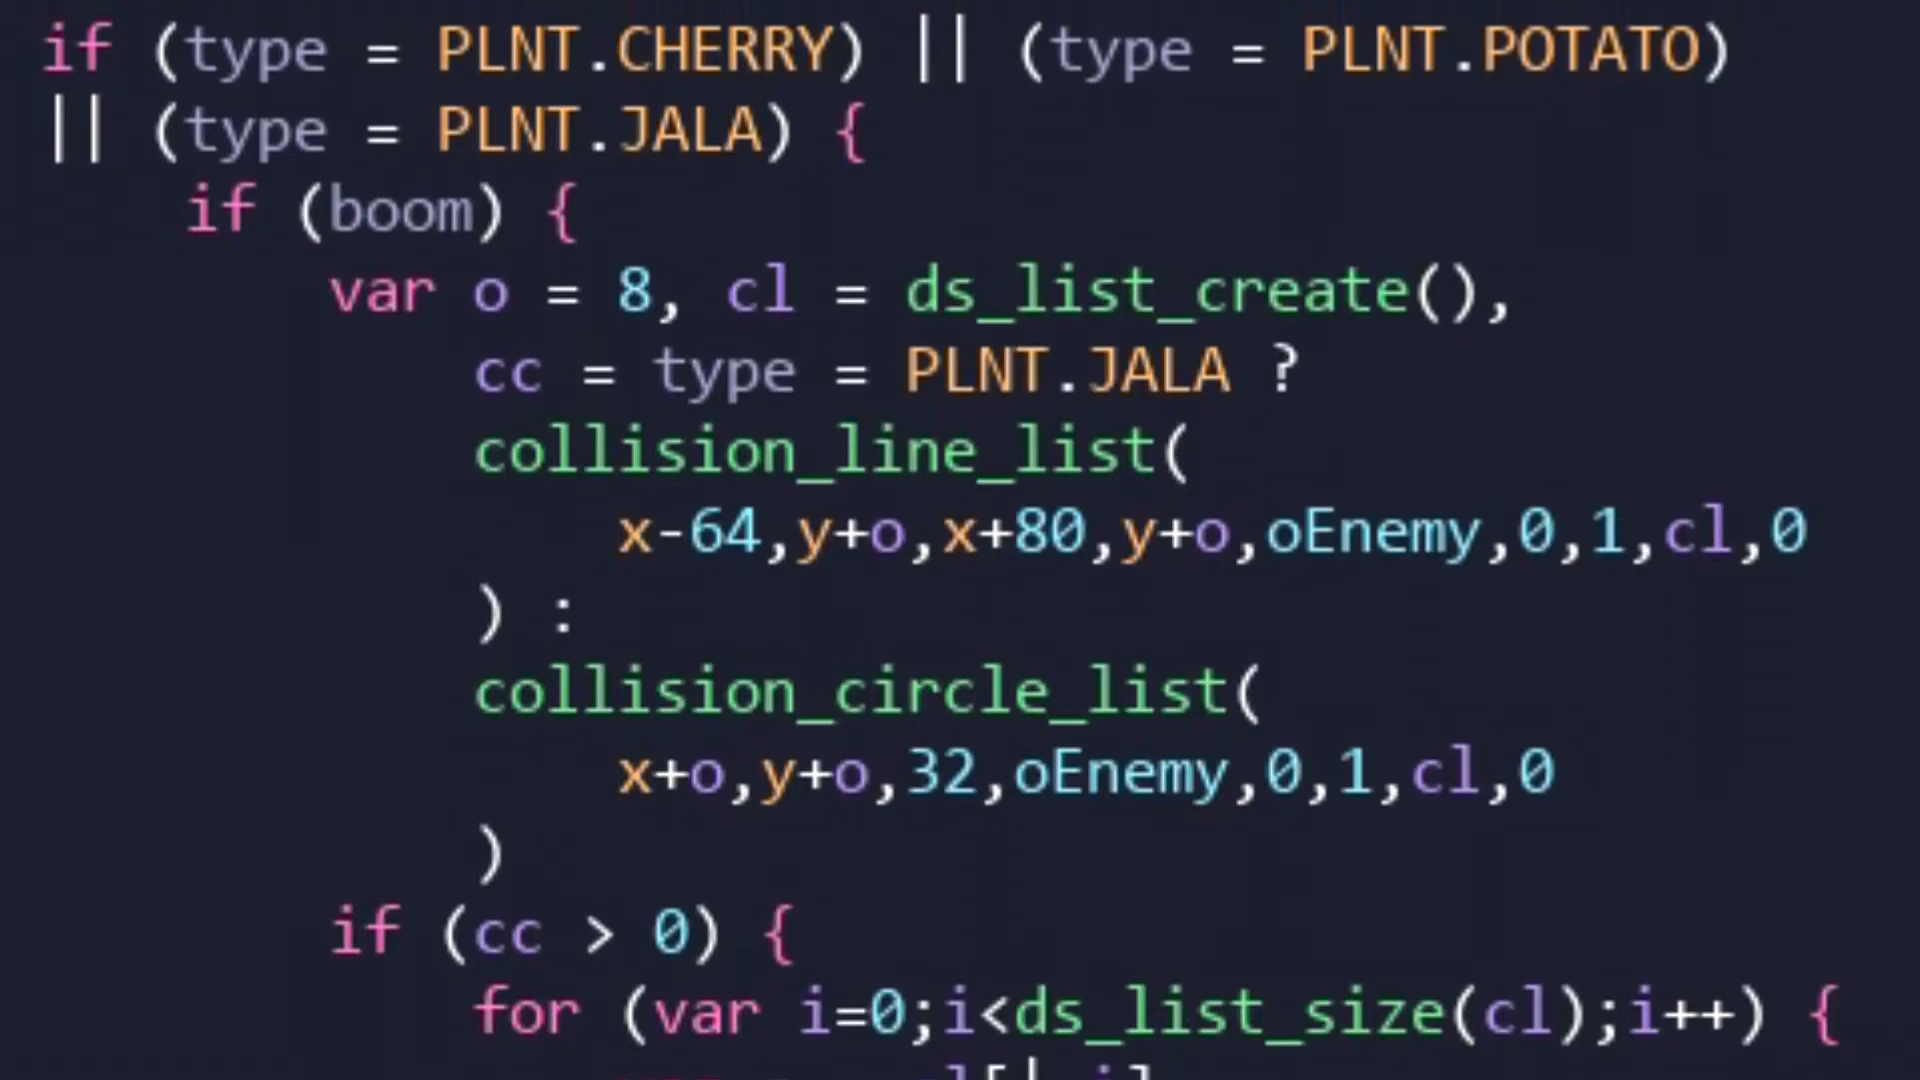 if (type = PLNT.CHERRY) || (type = PLNT.POTATO)
|| (type = PLNT.JALA) {
    if (boom) {
        var o = 8, cl = ds_list_create(),
            cc = type = PLNT.JALA ?
            collision_line_list(
                x-64,y+o,x+80,y+o,oEnemy,0,1,cl,0
            ) :
            collision_circle_list(
                x+o,y+o,32,oEnemy,0,1,cl,0
            )
        if (cc > 0) {
            for (var i=0;i<ds_list_size(cl);i++) {